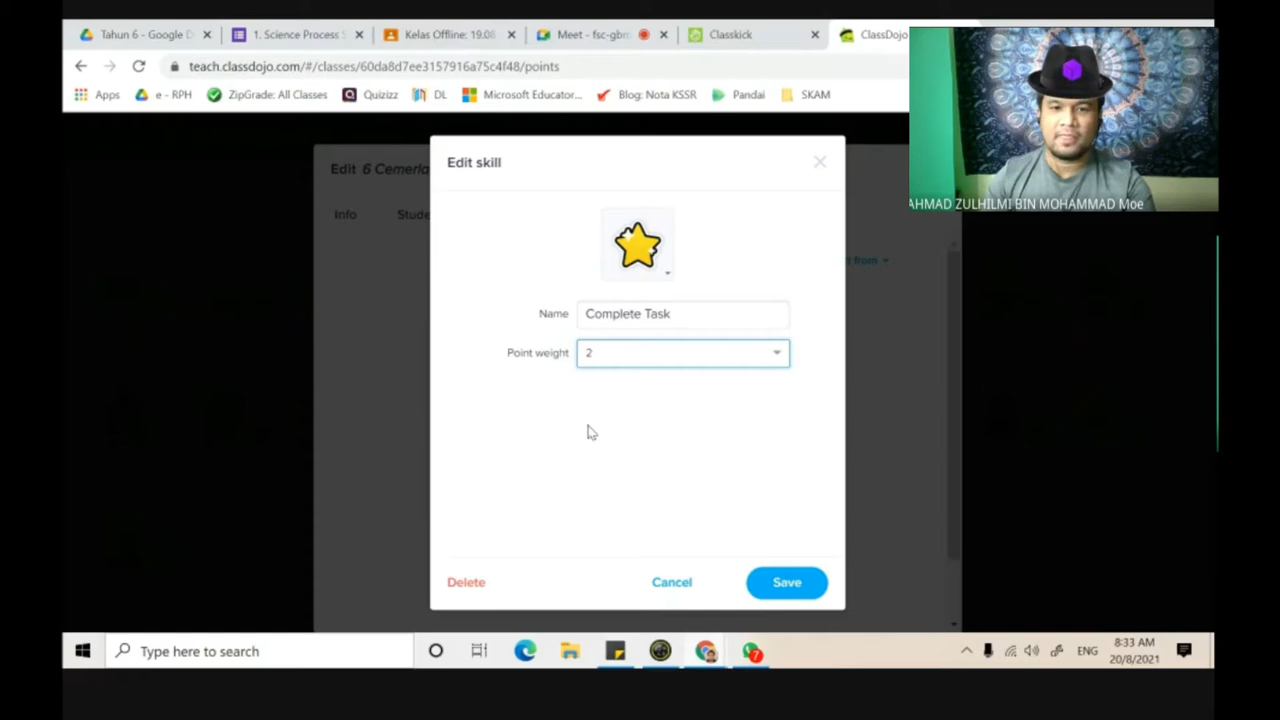 Tahun 6 - Google D
1. Science Process S
Kelas Offline: 19.08
Meet - fsc-gbm
Classkick
ClassDojo
teach.classdojo.com/#/classes/60da8d7ee3157916a75c4f48/points
Apps
e - RPH
ZipGrade: All Classes
Quizizz
DL
Microsoft Educator...
Blog: Nota KSSR
Pandai
SKAM
AHMAD ZULHILMI BIN MOHAMMAD Moe
Edit 6 Cemerla
Info
Stude
t from
Edit skill
Name
Complete Task
Point weight
2
Delete
Cancel
Save
Type here to search
7
ENG
8:33 AM
20/8/2021